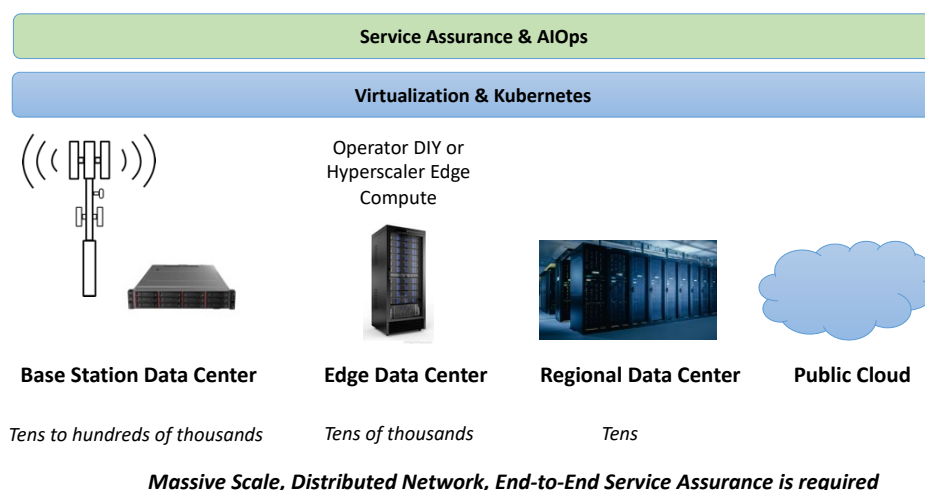 Service Assurance & AIOps
Virtualization & Kubernetes
Operator DIY or
Hyperscaler Edge
Compute
Base Station Data Center
Edge Data Center
Regional Data Center
Public Cloud
Tens to hundreds of thousands
Tens of thousands
Tens
Massive Scale, Distributed Network, End-to-End Service Assurance is required